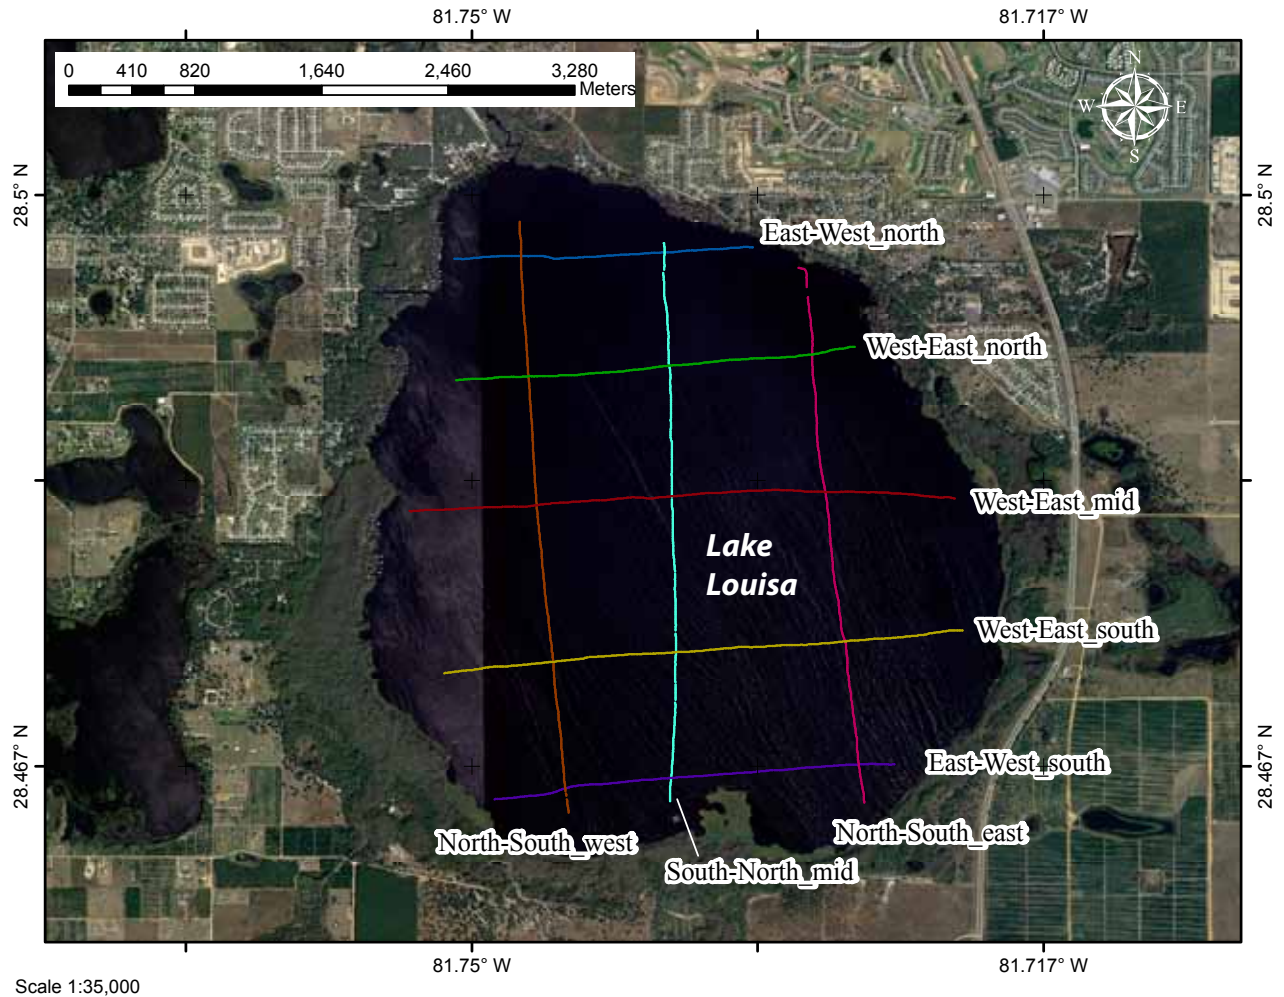 81.75° W
81.717° W
0 410 820 1,640 2,460 3,280
Meters
N
W E
S
28.5° N
28.5° N
East-West_north
West-East_north
West-East_mid
Lake
Louisa
West-East_south
28.467° N
28.467° N
East-West_south
North-South_west
North-South_east
South-North_mid
81.75° W
81.717° W
Scale 1:35,000